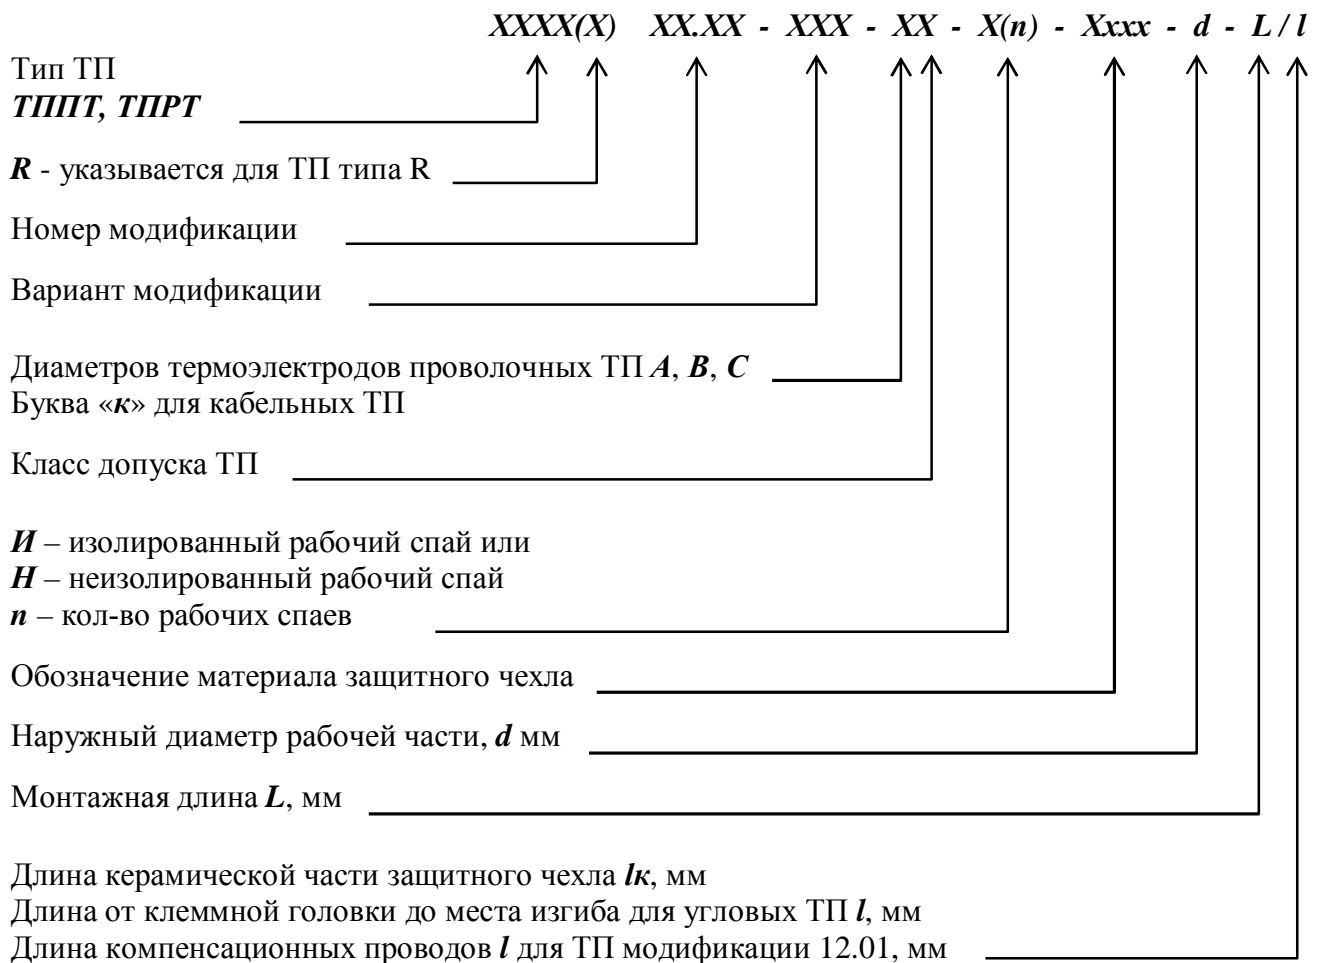 XXXX(X) XX.XX - XXX - XX - X(n) - Xxxx - d - L / l
Тип ТП
ТППТ, ТПРТ
R - указывается для ТП типа R
Номер модификации
Вариант модификации
Диаметров термоэлектродов проволочных ТП А, В, С
Буква «к» для кабельных ТП
Класс допуска ТП
И – изолированный рабочий спай или
Н – неизолированный рабочий спай
n – кол-во рабочих спаев
Обозначение материала защитного чехла
Наружный диаметр рабочей части, d мм
Монтажная длина L, мм
Длина керамической части защитного чехла lк, мм
Длина от клеммной головки до места изгиба для угловых ТП l, мм
Длина компенсационных проводов l для ТП модификации 12.01, мм